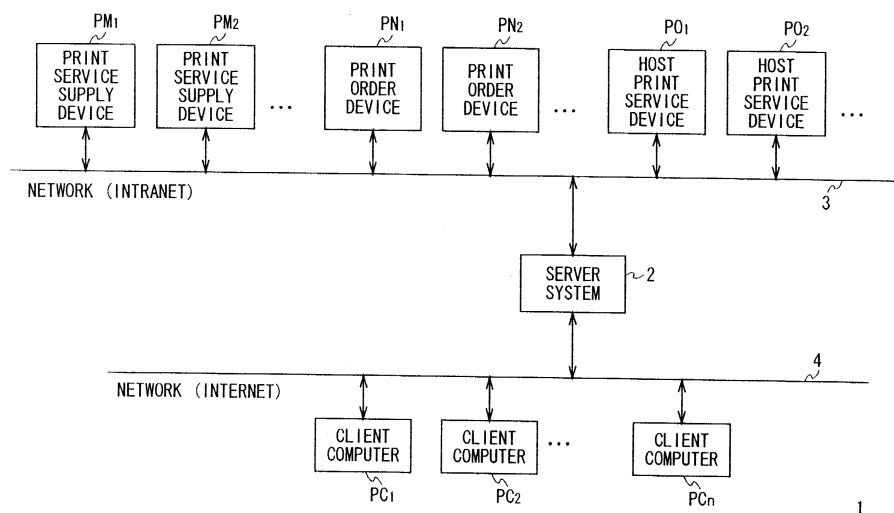 PM1
PM2
PN1
PN2
PO1
PO2
PRINT
SERVICE
SUPPLY
DEVICE
PRINT
SERVICE
SUPPLY
DEVICE
...
PRINT
ORDER
DEVICE
PRINT
ORDER
DEVICE
...
HOST
PRINT
SERVICE
DEVICE
HOST
PRINT
SERVICE
DEVICE
...
NETWORK (INTRANET)
3
SERVER
SYSTEM
2
4
NETWORK (INTERNET)
CLIENT
COMPUTER
CLIENT
COMPUTER
...
CLIENT
COMPUTER
PC1
PC2
PCn
1